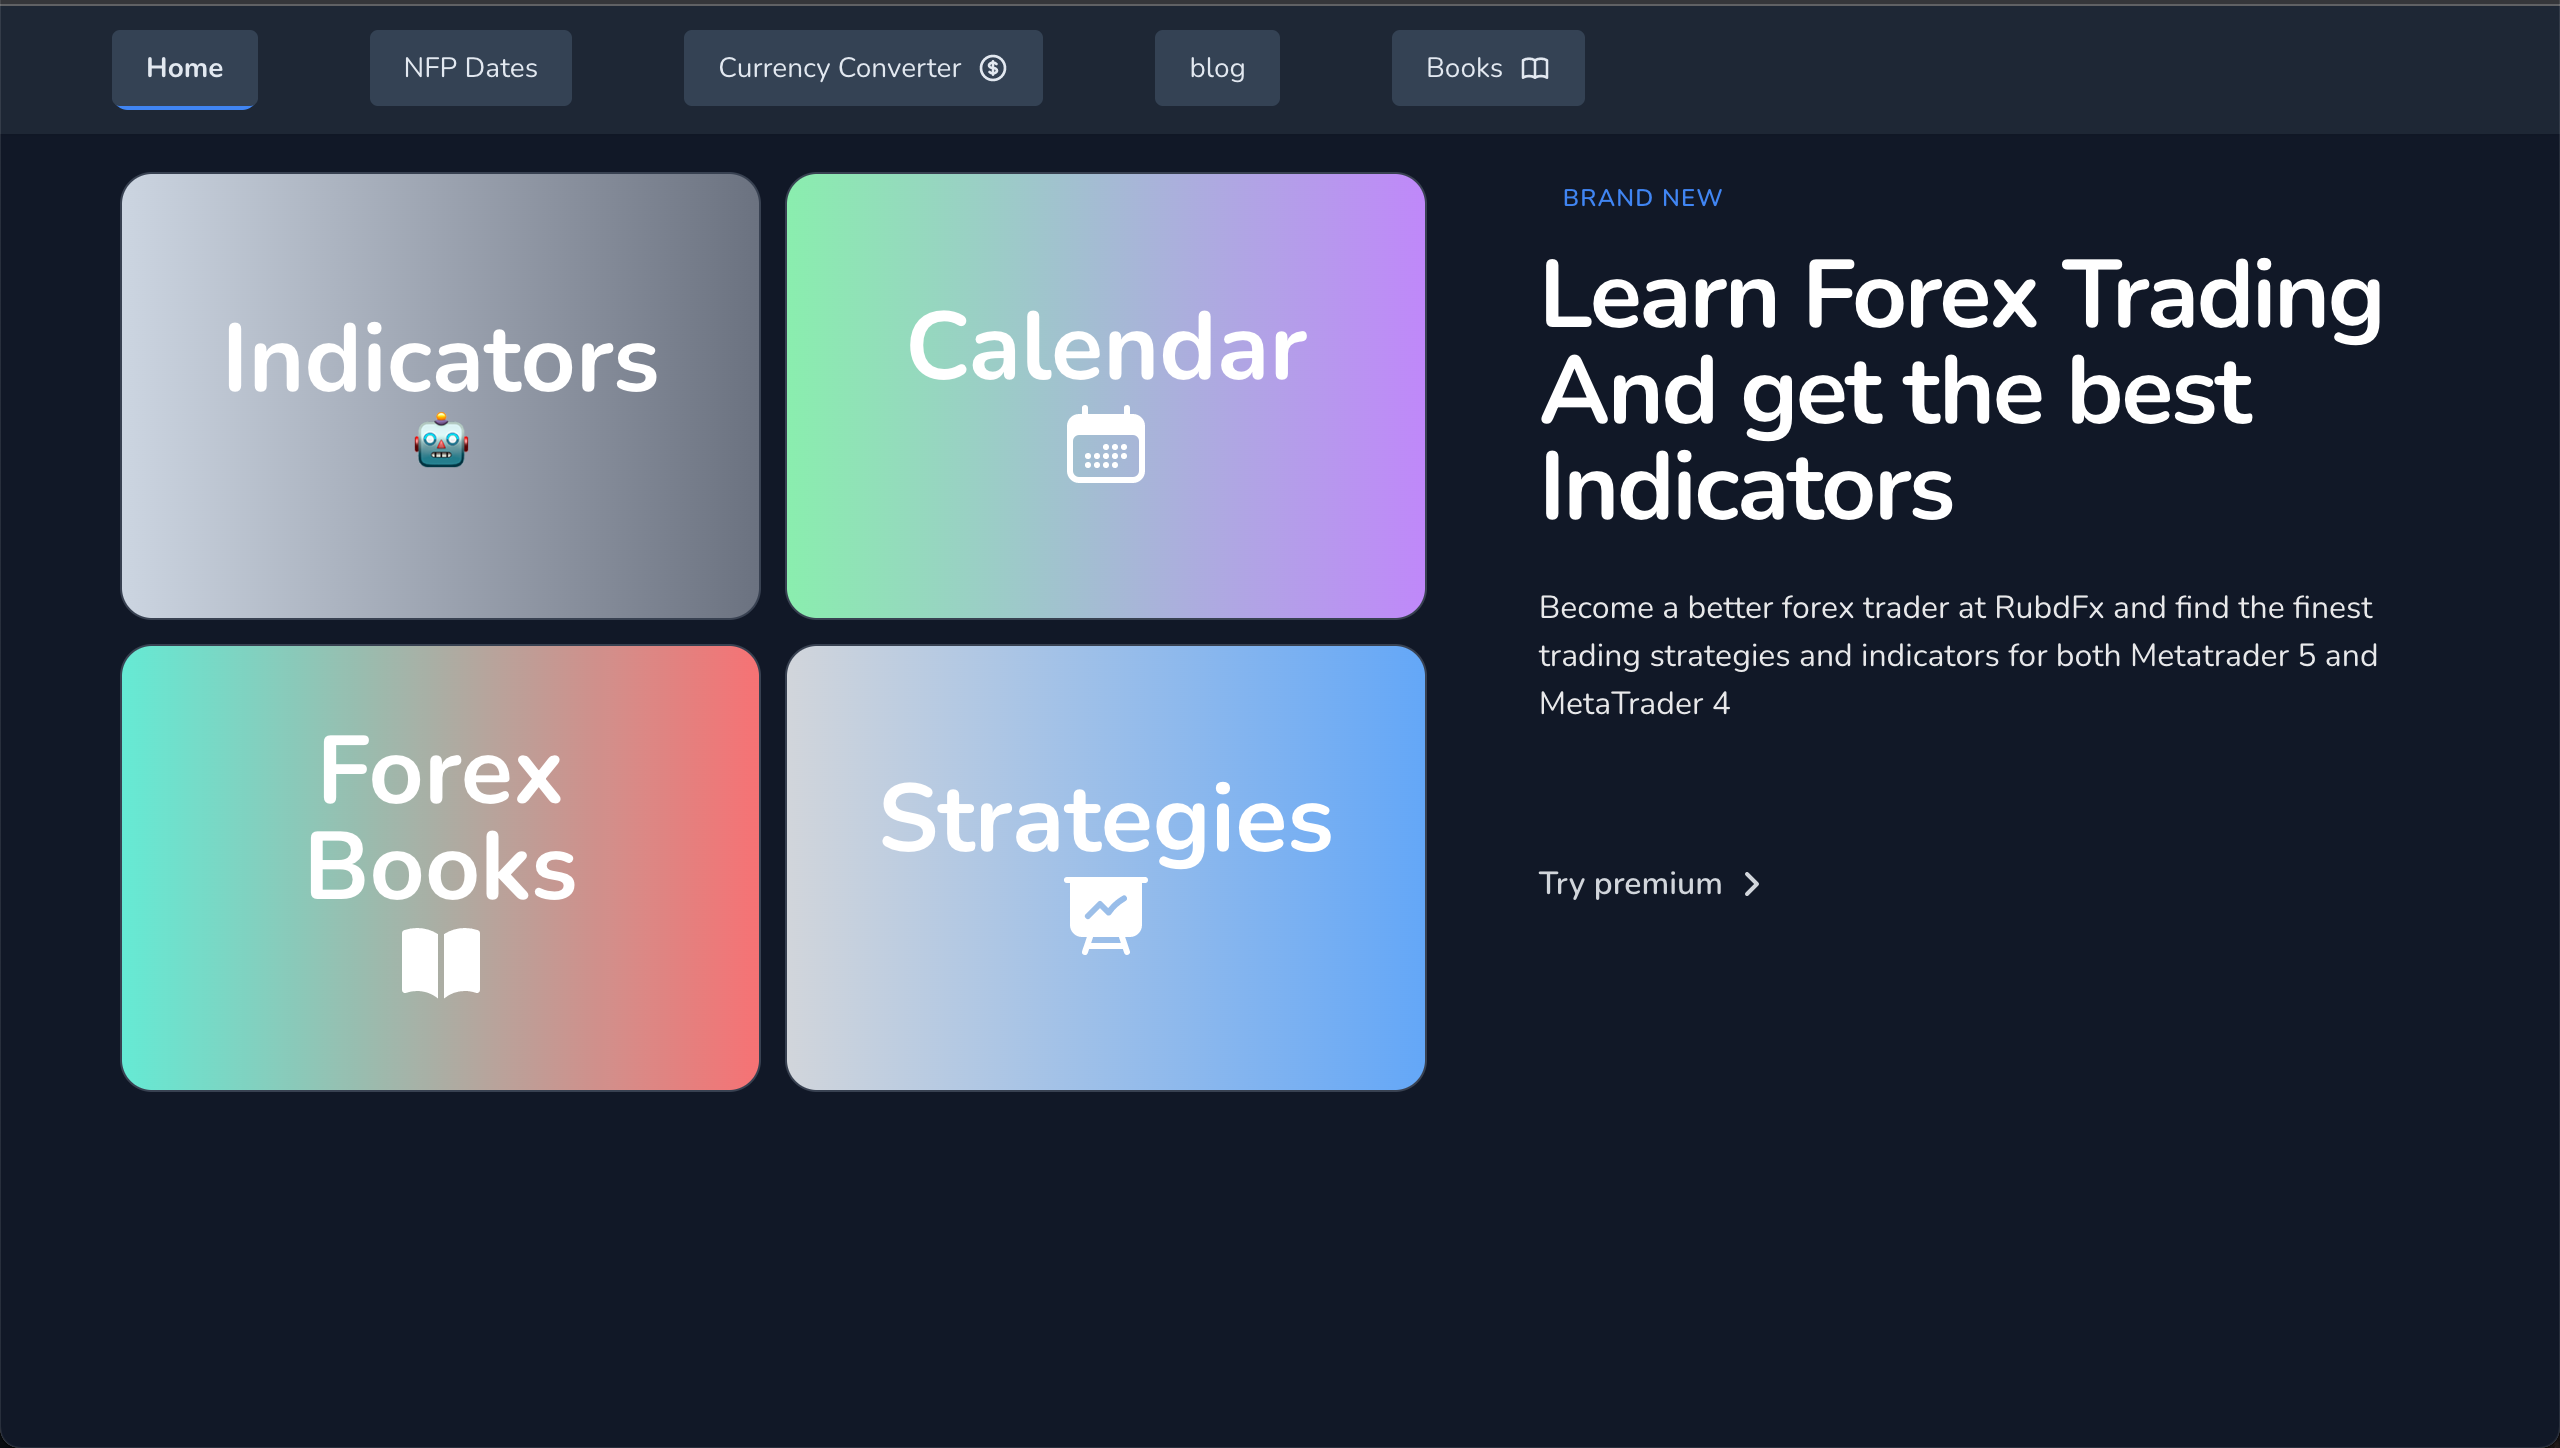 Home
NFP Dates
Currency Converter
blog
Books
Indicators
Calendar
Forex
Books
Strategies
BRAND NEW
Learn Forex Trading
And get the best
Indicators
Become a better forex trader at RubdFx and find the finest
trading strategies and indicators for both Metatrader 5 and
MetaTrader 4
Try premium